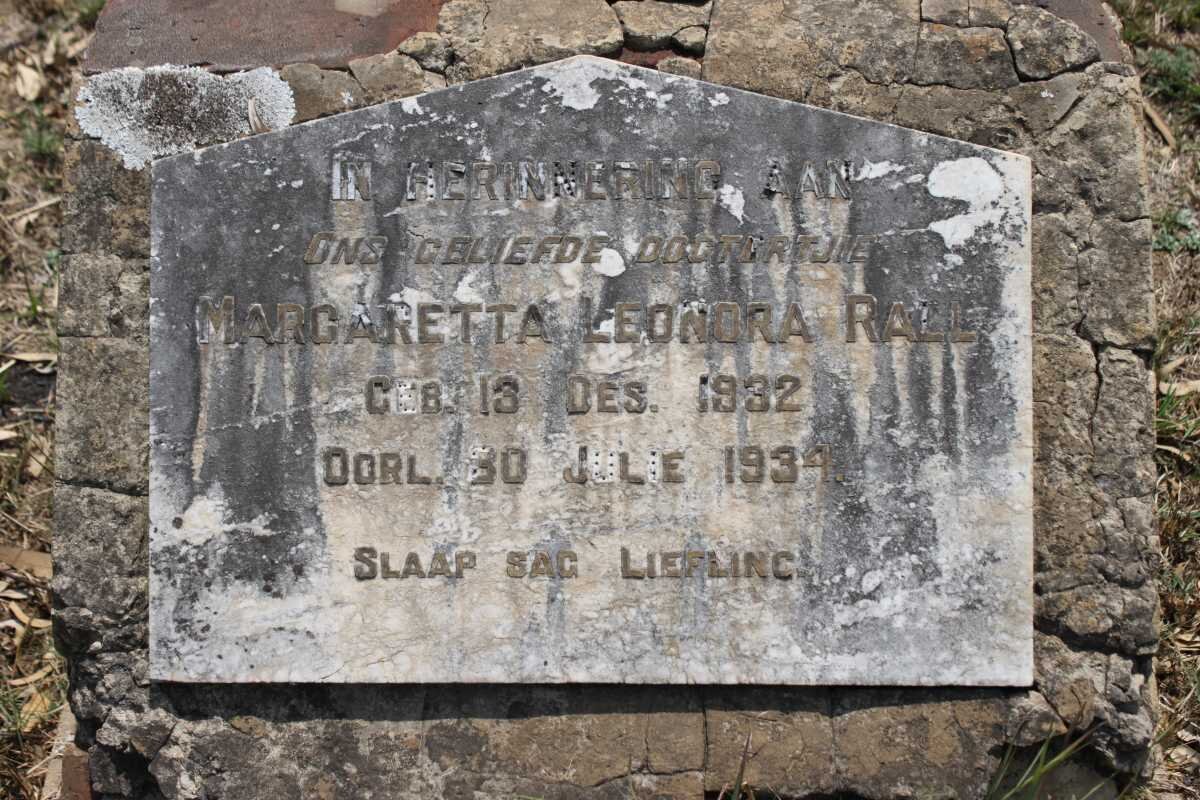 IN HERINNERING AAN
ONS GELIEFDE DOGTERTJIE
MARGARETTA LEONORA RALL
GEB. 13 DES. 1932
OORL. 30 JULIE 1934.
SLAAP SAG LIEFLING.